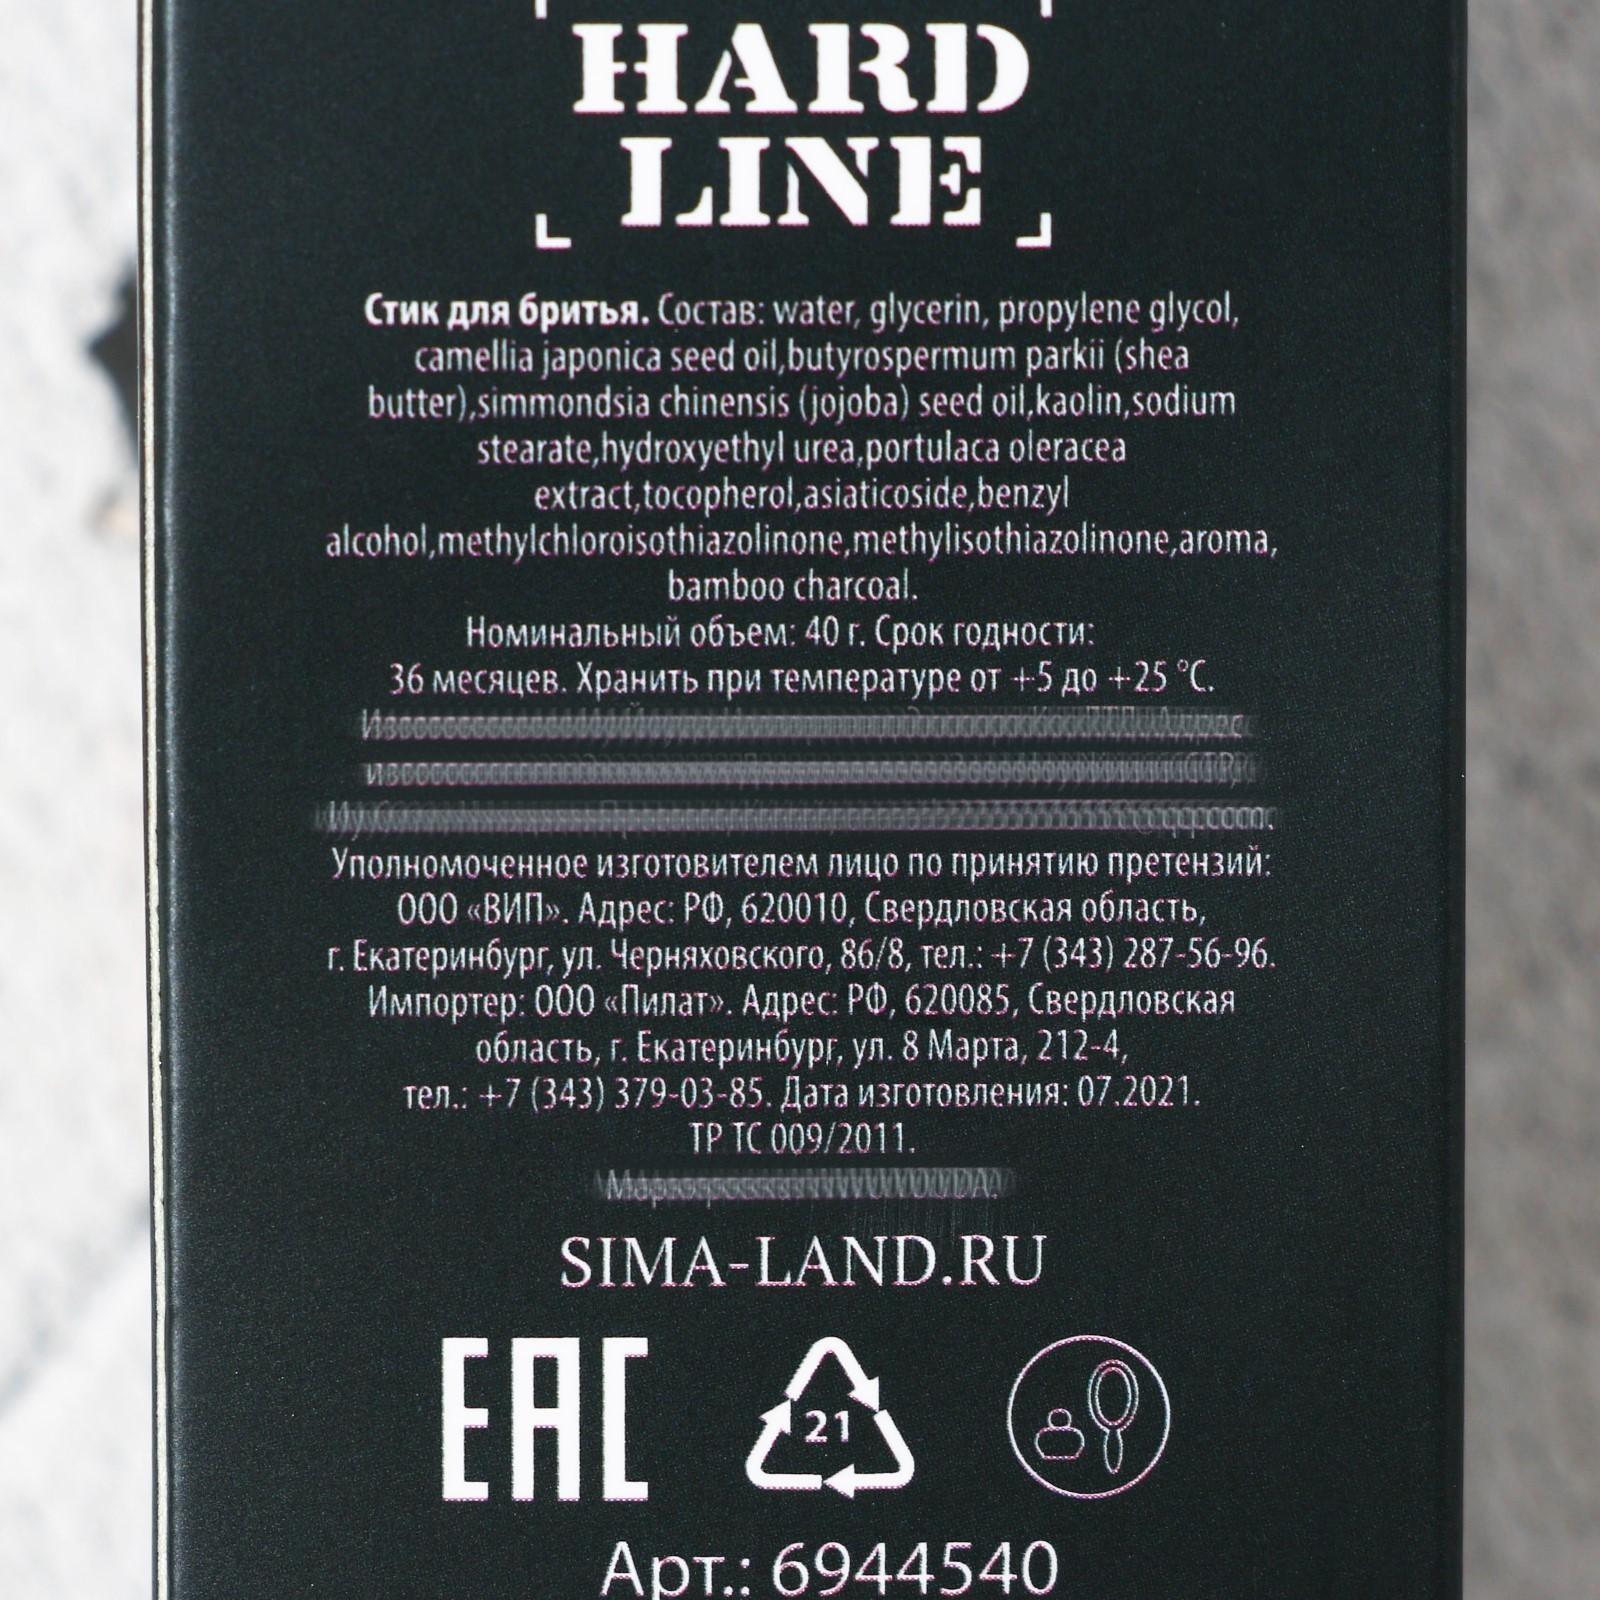 HARD
LINE
Стик для бритья. Состав: water, glycerin, propylene glycol,
camellia japonica seed oil,butyrospermum parkii (shea
butter),simmondsia chinensis (jojoba) seed oil,kaolin,sodium
stearate,hydroxyethyl urea,portulaca oleracea
extract,tocopherol,asiaticoside,benzyl
alcohol,methylchloroisothiazolinone,methylisothiazolinone,aroma,
bamboo charcoal.
Номинальный объем: 40 г. Срок годности:
36 месяцев. Хранить при температуре от +5 до +25 °C.
Уполномоченное изготовителем лицо по принятию претензий:
ООО «ВИП». Адрес: РФ, 620010, Свердловская область,
г. Екатеринбург, ул. Черняховского, 86/8, тел.: +7 (343) 287-56-96.
Импортер: ООО «Пилат». Адрес: РФ, 620085, Свердловская
область, г. Екатеринбург, ул. 8 Марта, 212-4,
тел.: +7 (343) 379-03-85. Дата изготовления: 07.2021.
ТР ТС 009/2011.
SIMA-LAND.RU
EAC
21
Арт.: 6944540